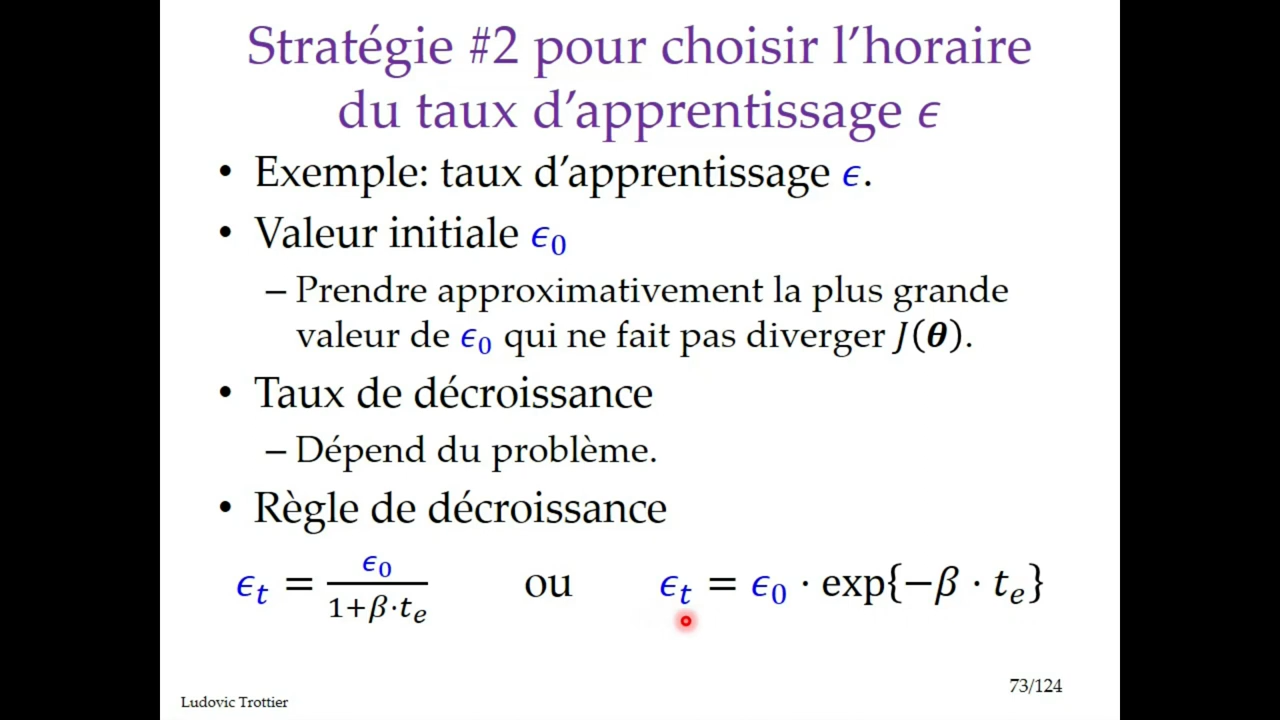 Stratégie #2 pour choisir l’horaire
du taux d’apprentissage ϵ
• Exemple: taux d’apprentissage ϵ.
• Valeur initiale ϵ₀
– Prendre approximativement la plus grande
valeur de ϵ₀ qui ne fait pas diverger J(θ).
• Taux de décroissance
– Dépend du problème.
• Règle de décroissance
ϵₜ = ϵ₀ / (1+β·tₑ) ou ϵₜ = ϵ₀ · exp{−β · tₑ}
73/124
Ludovic Trottier